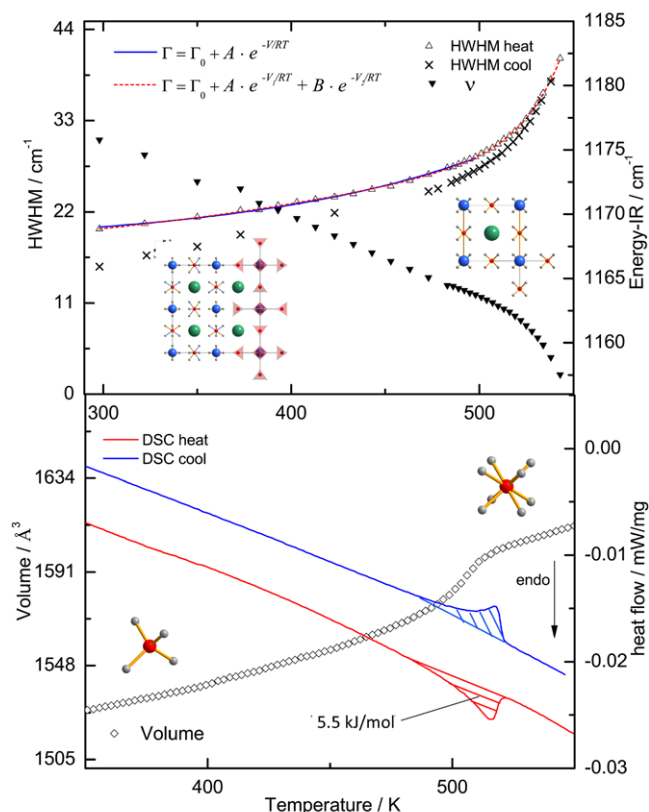 44
33
22
11
0
HWHM / cm⁻¹
Γ = Γ₀ + A · e^(-V/RT)
Γ = Γ₀ + A · e^(-V₁/RT) + B · e^(-V₂/RT)
HWHM heat
HWHM cool
ν
1185
1180
1175
1170
1165
1160
Energy-IR / cm⁻¹
300
400
500
DSC heat
DSC cool
1634
1591
1548
1505
Volume / Å³
0.00
-0.01
-0.02
-0.03
heat flow / mW/mg
endo
5.5 kJ/mol
Volume
400
500
Temperature / K